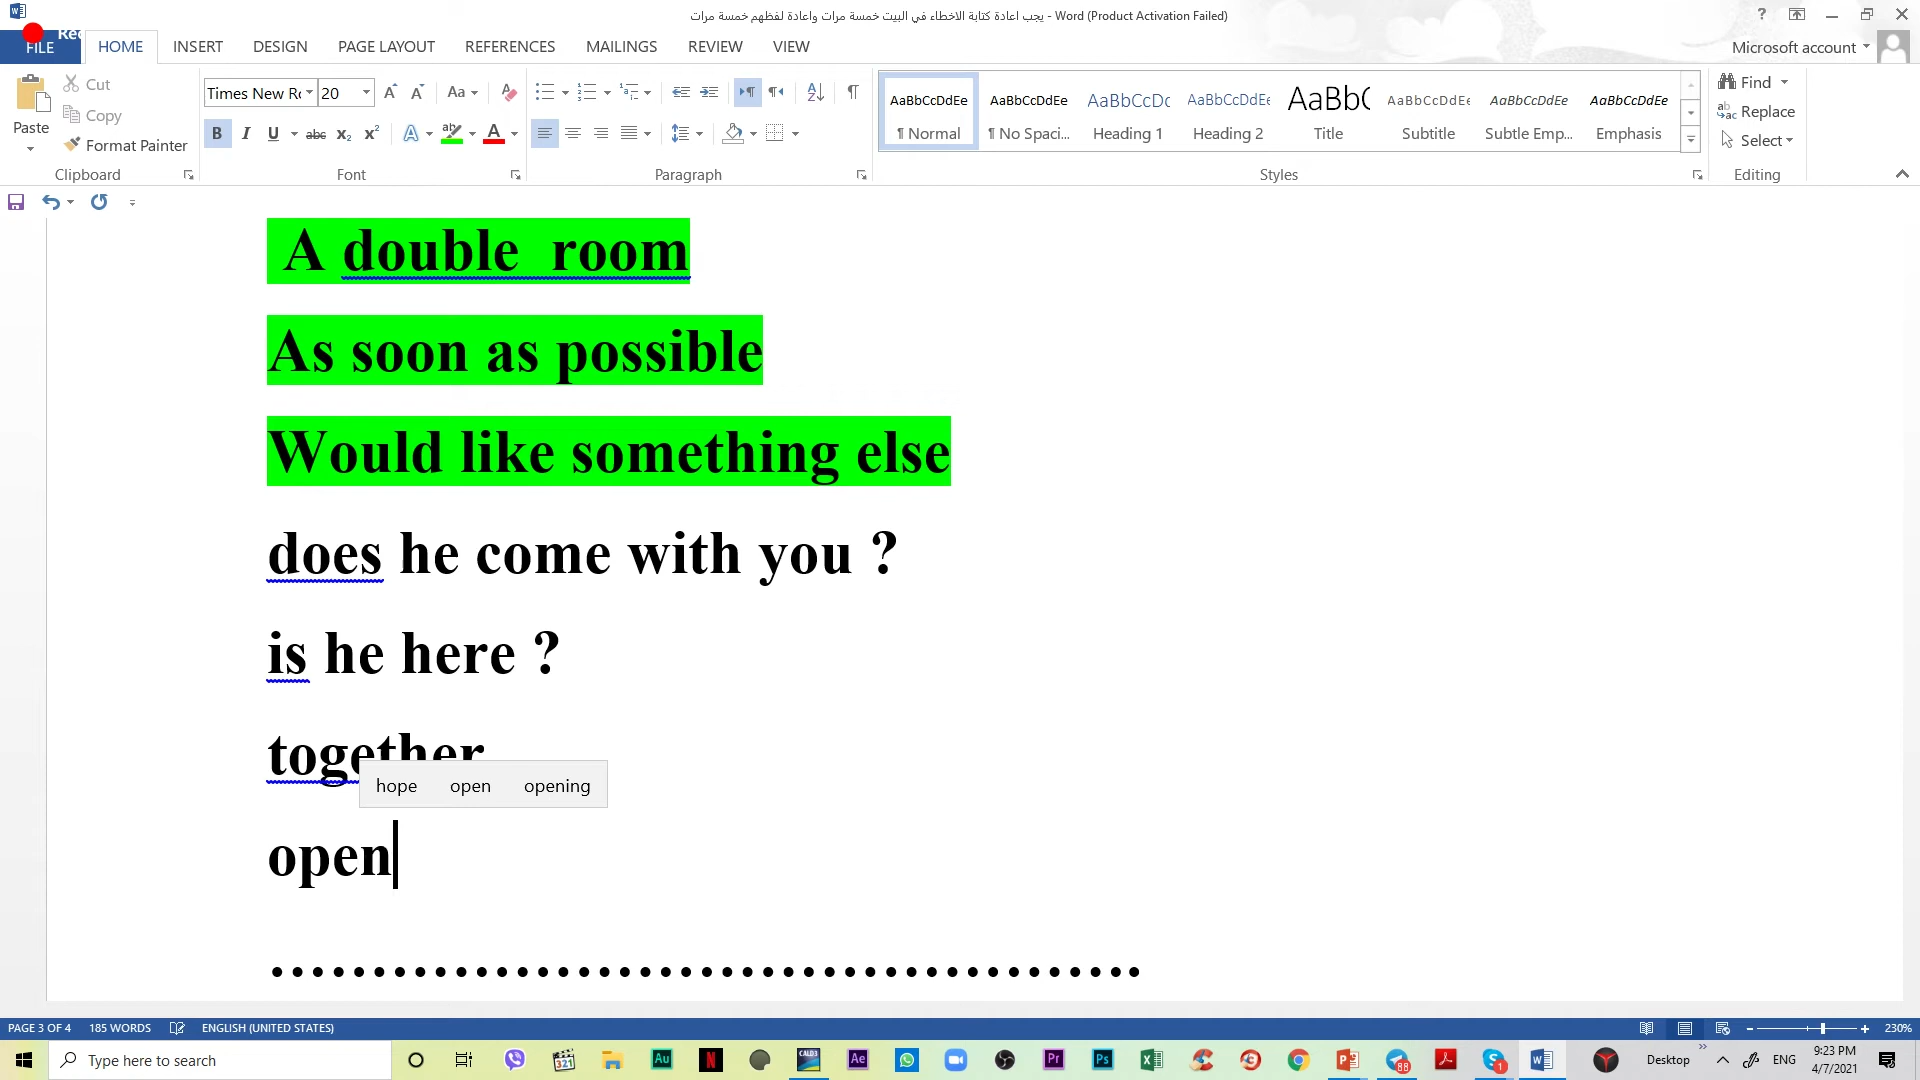 يجب اعادة كتابة الاخطاء في البيت خمسة مرات واعادة لفظهم خمسة مرات - Word (Product Activation Failed)
FILE HOME INSERT DESIGN PAGE LAYOUT REFERENCES MAILINGS REVIEW VIEW Microsoft account
Paste
Cut
Copy
Format Painter
Clipboard
Times New Ro 20
Font
Paragraph
AaBbCcDdEe AaBbCcDdEe AaBbCcDc AaBbCcDdEe AaBb( AaBbCcDdEe AaBbCcDdEe AaBbCcDdEe
¶ Normal ¶ No Spaci... Heading 1 Heading 2 Title Subtitle Subtle Emp... Emphasis
Styles
Find
Replace
Select
Editing
A double room
As soon as possible
Would like something else
does he come with you ?
is he here ?
together
hope open opening
open
...........................................
PAGE 3 OF 4 185 WORDS ENGLISH (UNITED STATES) 230%
Type here to search
Desktop ENG 9:23 PM
4/7/2021